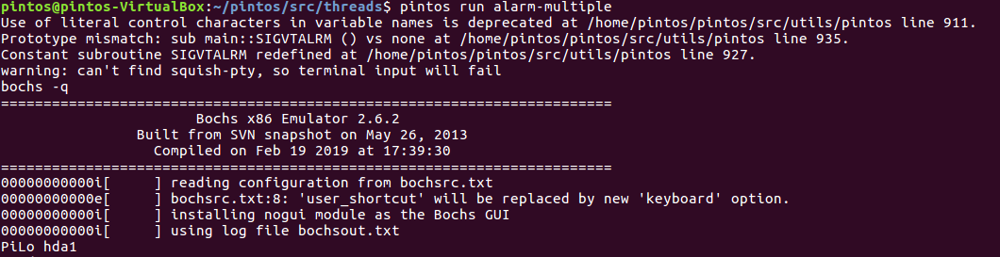 pintos@pintos-VirtualBox:~/pintos/src/threads$ pintos run alarm-multiple
Use of literal control characters in variable names is deprecated at /home/pintos/pintos/src/utils/pintos line 911.
Prototype mismatch: sub main::SIGVTALRM () vs none at /home/pintos/pintos/src/utils/pintos line 935.
Constant subroutine SIGVTALRM redefined at /home/pintos/pintos/src/utils/pintos line 927.
warning: can't find squish-pty, so terminal input will fail
bochs -q
========================================================================
Bochs x86 Emulator 2.6.2
Built from SVN snapshot on May 26, 2013
Compiled on Feb 19 2019 at 17:39:30
========================================================================
00000000000i[     ] reading configuration from bochsrc.txt
00000000000e[     ] bochsrc.txt:8: 'user_shortcut' will be replaced by new 'keyboard' option.
00000000000i[     ] installing nogui module as the Bochs GUI
00000000000i[     ] using log file bochsout.txt
PiLo hda1